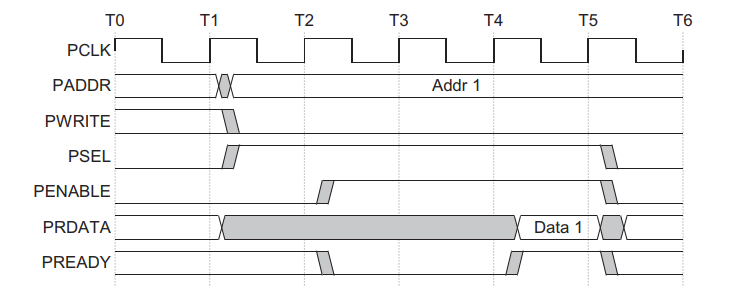 T0 T1 T2 T3 T4 T5 T6
PCLK
PADDR Addr 1
PWRITE
PSEL
PENABLE
PRDATA Data 1
PREADY